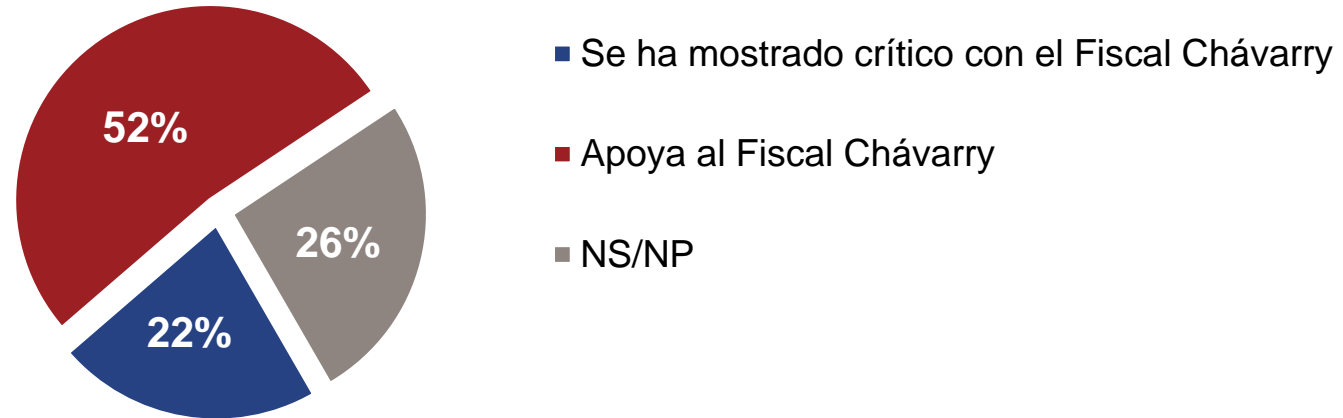 Se ha mostrado crítico con el Fiscal Chávarry
52%
Apoya al Fiscal Chávarry
26%
NS/NP
22%